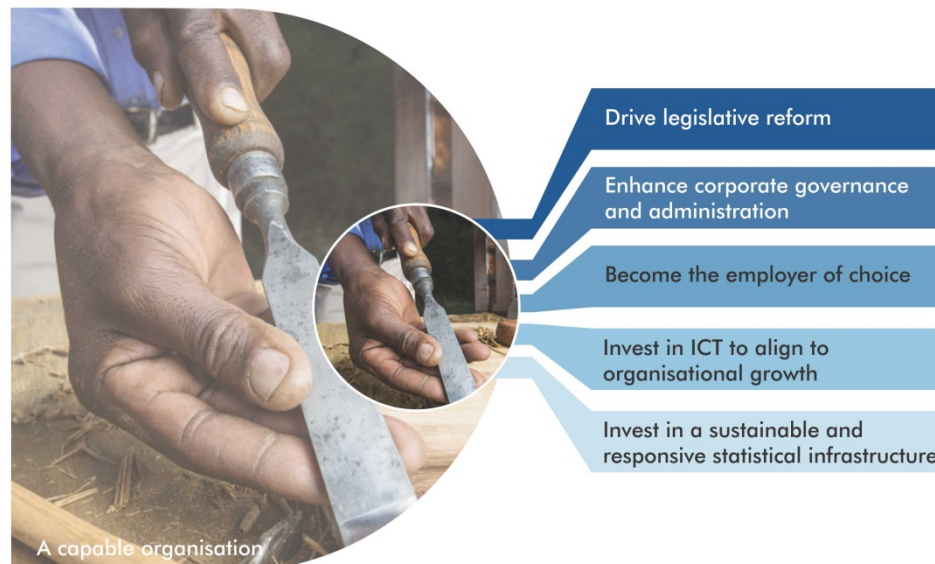 Drive legislative reform
Enhance corporate governance
and administration
Become the employer of choice
Invest in ICT to align to
organisational growth
Invest in a sustainable and
responsive statistical infrastructure
A capable organisation